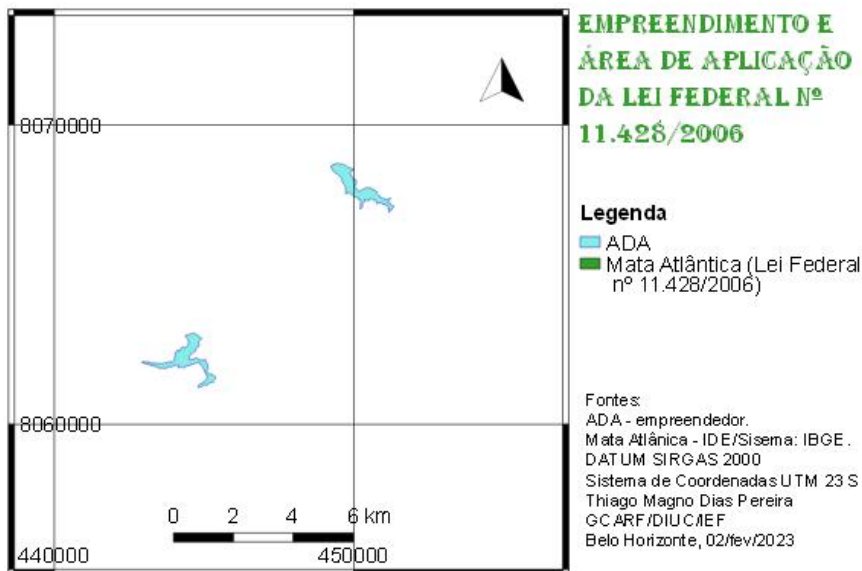 EMPREENDIMENTO E
ÁREA DE APLICAÇÃO
DA LEI FEDERAL Nº
11.428/2006
8070000
Legenda
ADA
Mata Atlântica (Lei Federal
nº 11.428/2006)
8060000
Fontes:
ADA - empreendedor.
Mata Atlânica - IDE/Sisema: IBGE.
DATUM SIRGAS 2000
Sistema de Coordenadas UTM 23 S
Thiago Magno Dias Pereira
GCARF/DIUC/IEF
Belo Horizonte, 02/fev/2023
0 2 4 6 km
440000 450000